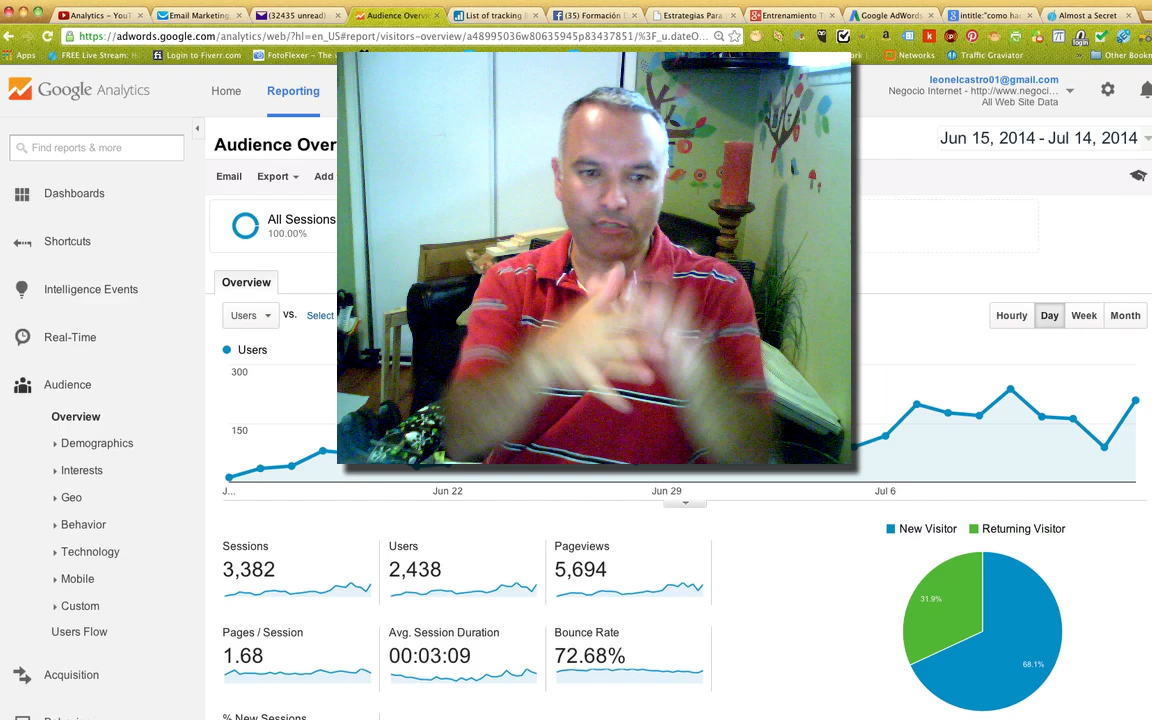 Analytics – YouT
Email Marketing
(32435 unread)
Audience Overvi
List of tracking
(35) Formación
Estrategias Para
Entrenamiento T
Google AdWords
intitle:"como ha
Almost a Secret
https://adwords.google.com/analytics/web/?hl=en_US#report/visitors-overview/a48995036w80635945p83437851/%3F_u.dateO...
Apps
FREE Live Stream: H
Login to Fiverr.com
FotoFlexer – The
Networks
Traffic Graviator
Other Bookm
Google Analytics
Home
Reporting
leonelcastro01@gmail.com
Negocio Internet - http://www.negoci...
All Web Site Data
Find reports & more
Audience Over
Jun 15, 2014 - Jul 14, 2014
Email
Export
Add
Dashboards
Shortcuts
Intelligence Events
Real-Time
Audience
Overview
Demographics
Interests
Geo
Behavior
Technology
Mobile
Custom
Users Flow
Acquisition
All Sessions
100.00%
Overview
Users
vs.
Select
Hourly
Day
Week
Month
Users
300
150
J...
Jun 22
Jun 29
Jul 6
New Visitor
Returning Visitor
Sessions
3,382
Users
2,438
Pageviews
5,694
Pages / Session
1.68
Avg. Session Duration
00:03:09
Bounce Rate
72.68%
% New Sessions
31.9%
68.1%